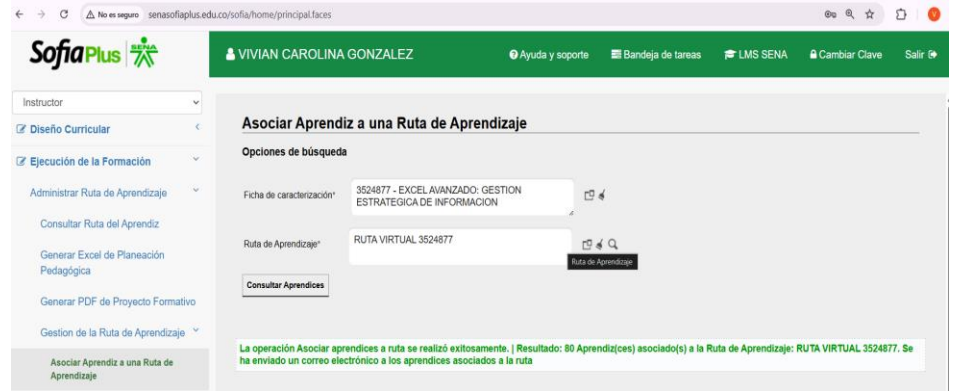 No es seguro senasofiaplus.edu.co/sofia/home/principal.faces
SofiaPlus SENA
VIVIAN CAROLINA GONZALEZ Ayuda y soporte Bandeja de tareas LMS SENA Cambiar Clave Salir
Instructor
Diseño Curricular
Ejecución de la Formación
Administrar Ruta de Aprendizaje
Consultar Ruta del Aprendiz
Generar Excel de Planeación
Pedagógica
Generar PDF de Proyecto Formativo
Gestion de la Ruta de Aprendizaje
Asociar Aprendiz a una Ruta de
Aprendizaje
Asociar Aprendiz a una Ruta de Aprendizaje
Opciones de búsqueda
Ficha de caracterización*
3524877 - EXCEL AVANZADO: GESTION
ESTRATEGICA DE INFORMACION
Ruta de Aprendizaje*
RUTA VIRTUAL 3524877
Ruta de Aprendizaje
Consultar Aprendices
La operación Asociar aprendices a ruta se realizó exitosamente. | Resultado: 80 Aprendiz(ces) asociado(s) a la Ruta de Aprendizaje: RUTA VIRTUAL 3524877. Se
ha enviado un correo electrónico a los aprendices asociados a la ruta